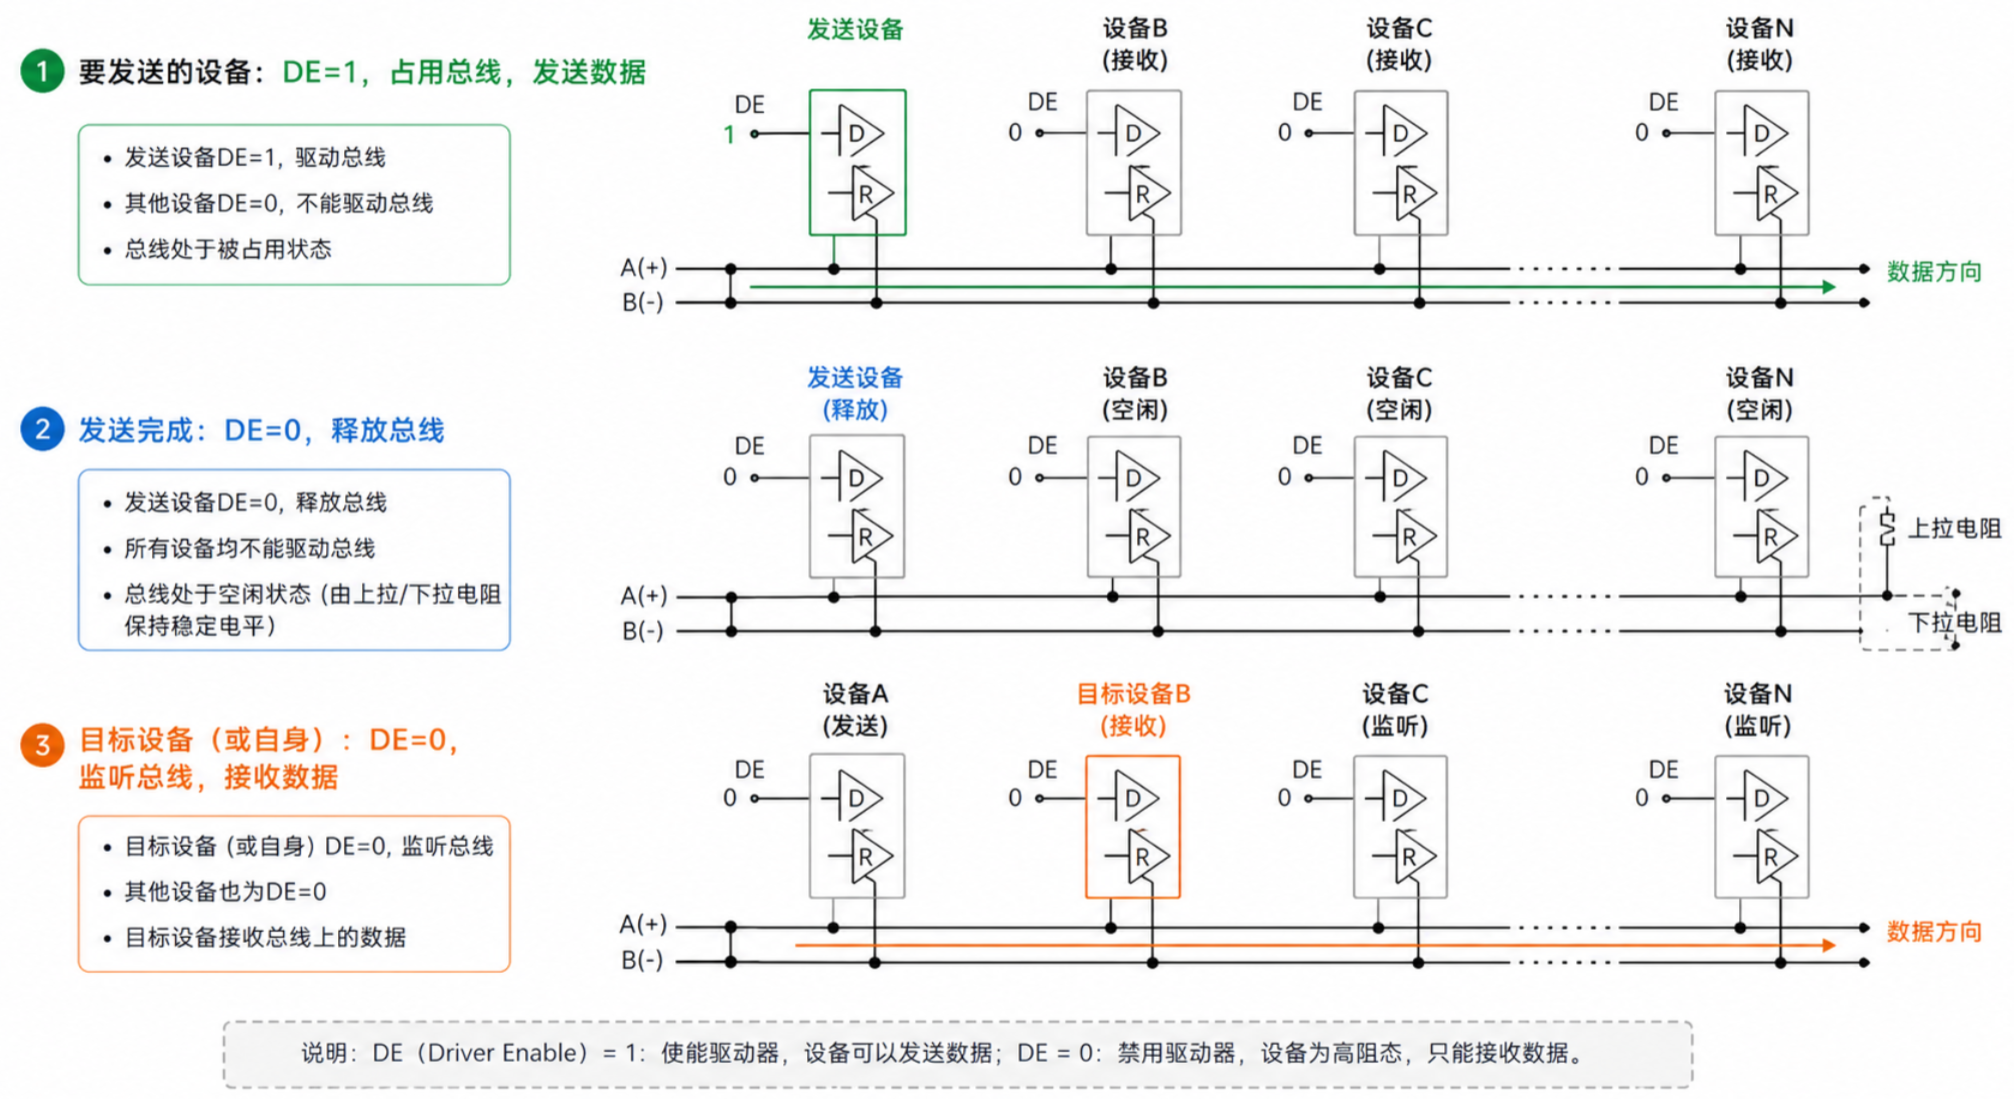 1 要发送的设备：DE=1，占用总线，发送数据
• 发送设备DE=1, 驱动总线
• 其他设备DE=0, 不能驱动总线
• 总线处于被占用状态
发送设备
设备B
(接收)
设备C
(接收)
设备N
(接收)
DE
1
D
R
DE
0
D
R
DE
0
D
R
DE
0
D
R
A(+)
B(-)
数据方向
2 发送完成：DE=0，释放总线
• 发送设备DE=0, 释放总线
• 所有设备均不能驱动总线
• 总线处于空闲状态 (由上拉/下拉电阻
保持稳定电平)
发送设备
(释放)
设备B
(空闲)
设备C
(空闲)
设备N
(空闲)
DE
0
D
R
DE
0
D
R
DE
0
D
R
DE
0
D
R
A(+)
B(-)
上拉电阻
下拉电阻
3 目标设备（或自身）：DE=0，
监听总线，接收数据
• 目标设备 (或自身) DE=0, 监听总线
• 其他设备也为DE=0
• 目标设备接收总线上的数据
设备A
(发送)
目标设备B
(接收)
设备C
(监听)
设备N
(监听)
DE
0
D
R
DE
0
D
R
DE
0
D
R
DE
0
D
R
A(+)
B(-)
数据方向
说明：DE（Driver Enable）= 1：使能驱动器，设备可以发送数据；DE = 0：禁用驱动器，设备为高阻态，只能接收数据。